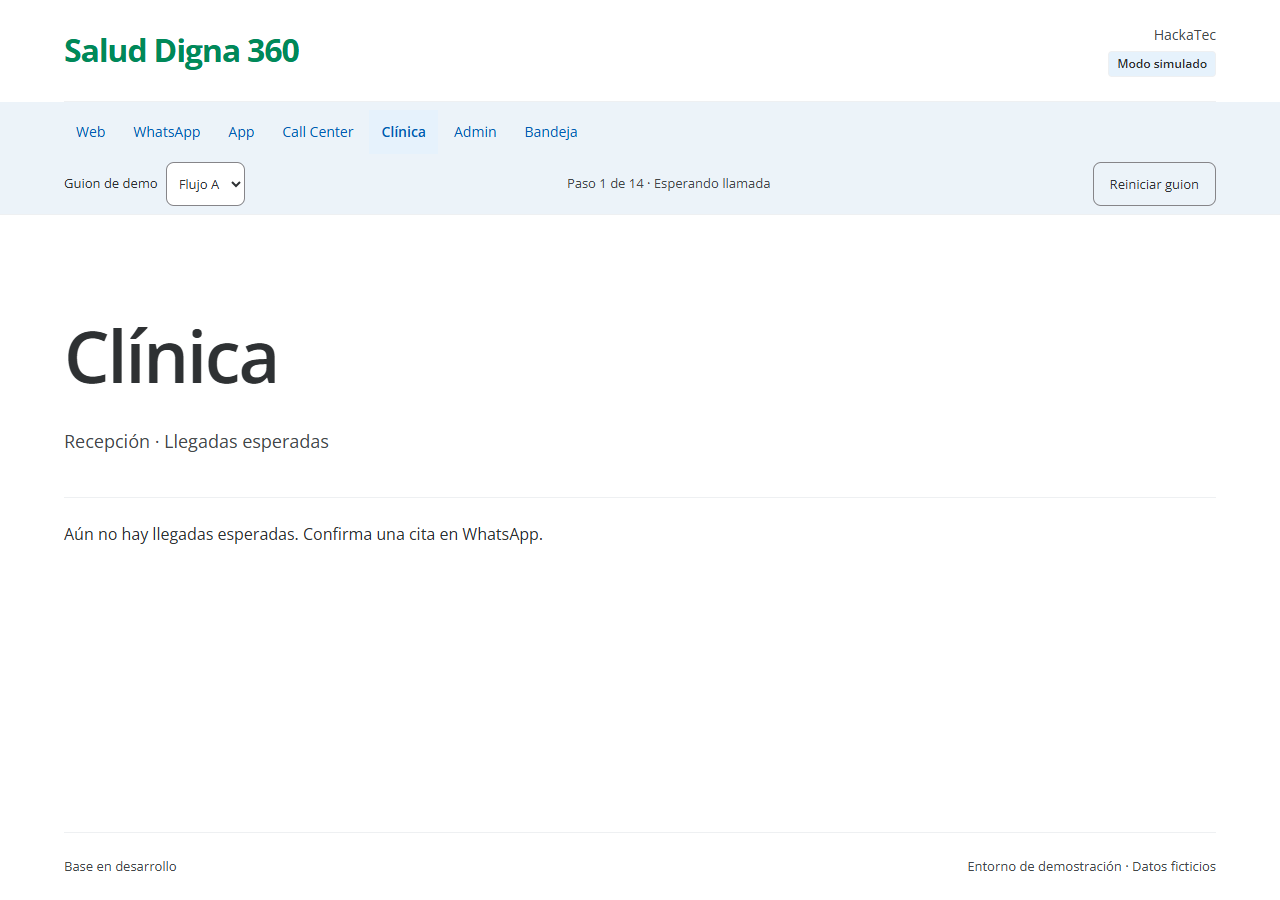 Salud Digna 360
HackaTec
Modo simulado
Web WhatsApp App Call Center Clínica Admin Bandeja
Guion de demo Flujo A Paso 1 de 14 · Esperando llamada Reiniciar guion
Clínica
Recepción · Llegadas esperadas
Aún no hay llegadas esperadas. Confirma una cita en WhatsApp.
Base en desarrollo Entorno de demostración · Datos ficticios